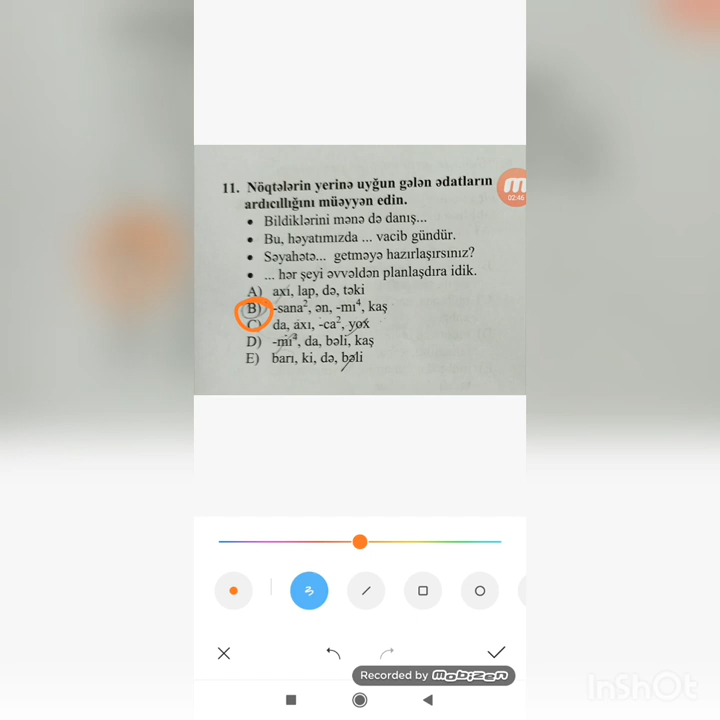 11. Nöqtələrin yerinə uyğun gələn ədatların
ardıcıllığını müəyyən edin.
• Bildiklərini mənə də danış...
• Bu, həyatımızda ... vacib gündür.
• Səyahətə... getməyə hazırlaşırsınız?
• ... hər şeyi əvvəldən planlaşdıra idik.
A) axi, lap, də, təki
B) -sana², ən, -mı⁴, kaş
C) da, axı, -ca², yox
D) -mı⁴, da, bəli, kaş
E) barı, ki, də, bəli
02:46
Recorded by mobizen
InShOt